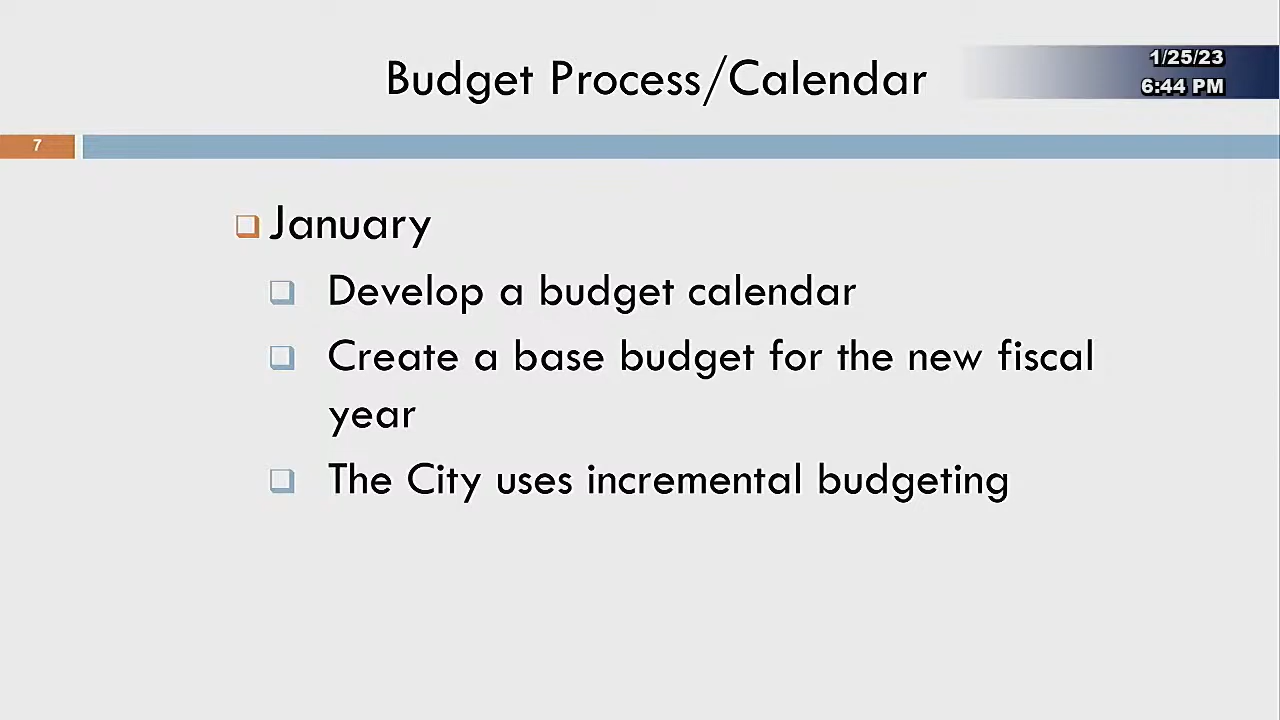 Budget Process/Calendar
1/25/23
6:44 PM
7
January
Develop a budget calendar
Create a base budget for the new fiscal
year
The City uses incremental budgeting